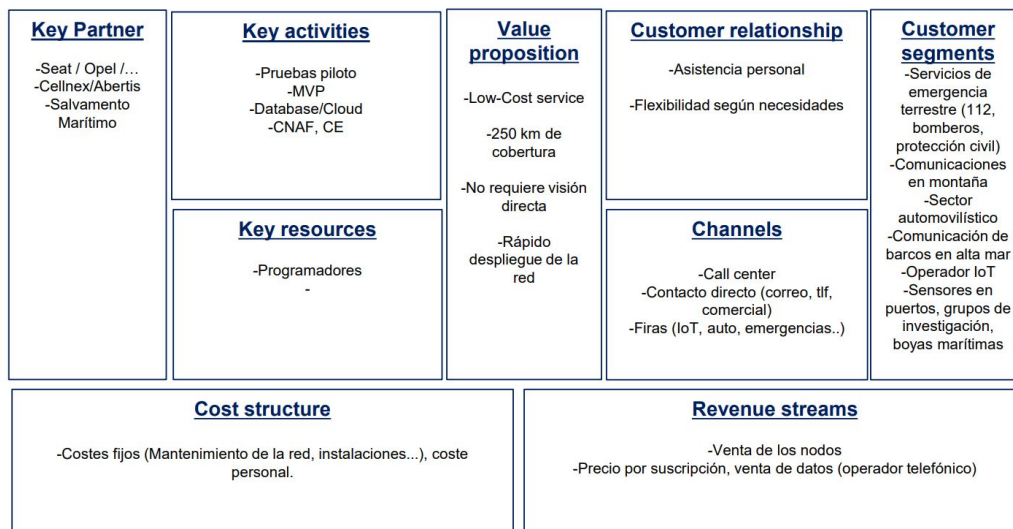 Key Partner
-Seat / Opel /…
-Cellnex/Abertis
-Salvamento
Marítimo
Key activities
-Pruebas piloto
-MVP
-Database/Cloud
-CNAF, CE
Key resources
-Programadores
-
Value
proposition
-Low-Cost service
-250 km de
cobertura
-No requiere visión
directa
-Rápido
despliegue de la
red
Customer relationship
-Asistencia personal
-Flexibilidad según necesidades
Channels
-Call center
-Contacto directo (correo, tlf,
comercial)
-Firas (IoT, auto, emergencias..)
Customer
segments
-Servicios de
emergencia
terrestre (112,
bomberos,
protección civil)
-Comunicaciones
en montaña
-Sector
automovilístico
-Comunicación de
barcos en alta mar
-Operador IoT
-Sensores en
puertos, grupos de
investigación,
boyas marítimas
Cost structure
-Costes fijos (Mantenimiento de la red, instalaciones...), coste
personal.
Revenue streams
-Venta de los nodos
-Precio por suscripción, venta de datos (operador telefónico)